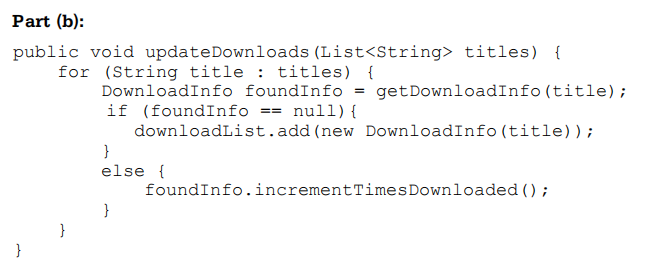 Part (b):
public void updateDownloads(List<String> titles) {
for (String title : titles) {
DownloadInfo foundInfo = getDownloadInfo(title);
if (foundInfo == null){
downloadList.add(new DownloadInfo(title));
}
else {
foundInfo.incrementTimesDownloaded();
}
}
}